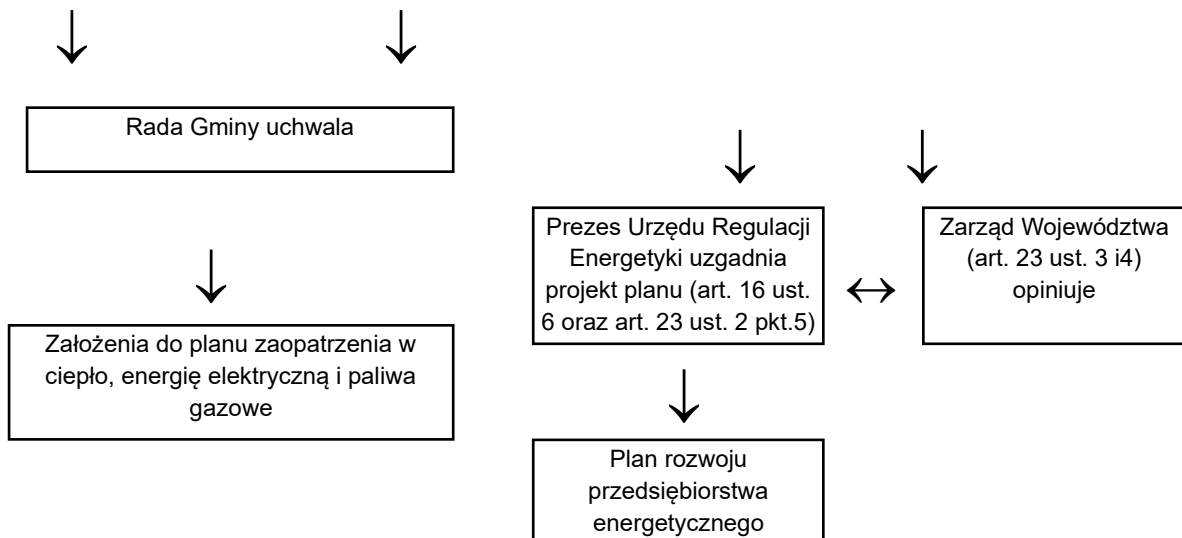 Rada Gminy uchwala
Założenia do planu zaopatrzenia w
ciepło, energię elektryczną i paliwa
gazowe
Prezes Urzędu Regulacji
Energetyki uzgadnia
projekt planu (art. 16 ust.
6 oraz art. 23 ust. 2 pkt.5)
Zarząd Województwa
(art. 23 ust. 3 i4)
opiniuje
Plan rozwoju
przedsiębiorstwa
energetycznego